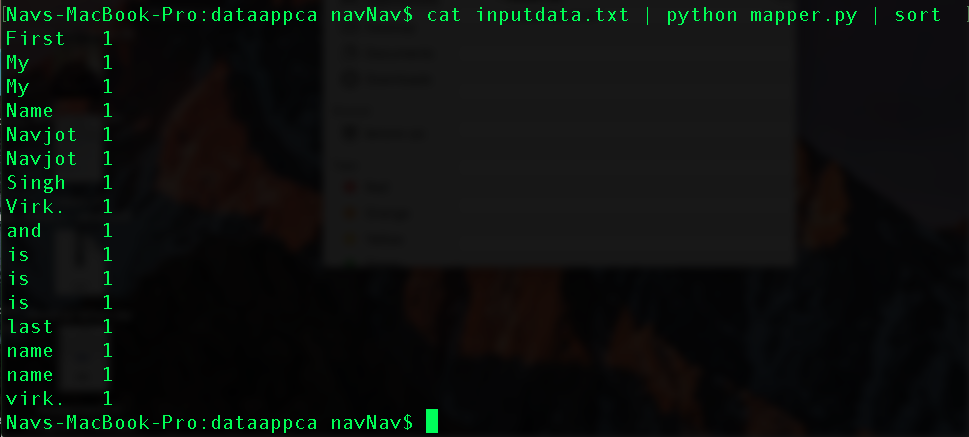 [Navs-MacBook-Pro:dataappca navNav$ cat inputdata.txt | python mapper.py | sort ]
First 1
My 1
My 1
Name 1
Navjot 1
Navjot 1
Singh 1
Virk. 1
and 1
is 1
is 1
is 1
last 1
name 1
name 1
virk. 1
Navs-MacBook-Pro:dataappca navNav$